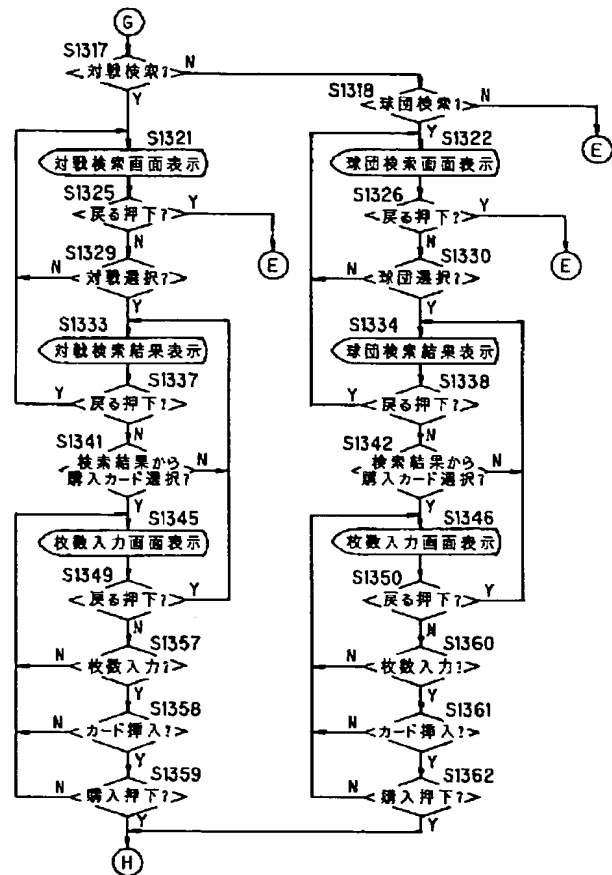 G
S1317
対戦検索?
N
Y
S1318
球団検索?
N
Y
E
S1321
対戦検索画面表示
S1322
球団検索画面表示
S1325
戻る押下?
Y
N
E
S1326
戻る押下?
Y
N
E
S1329
N
対戦選択?
Y
S1330
N
球団選択?
Y
S1333
対戦検索結果表示
S1334
球団検索結果表示
S1337
Y
戻る押下?
N
S1338
Y
戻る押下?
N
S1341
検索結果から
購入カード選択?
N
Y
S1342
検索結果から
購入カード選択?
N
Y
S1345
枚数入力画面表示
S1346
枚数入力画面表示
S1349
戻る押下?
Y
N
S1350
戻る押下?
Y
N
S1357
N
枚数入力?
Y
S1360
N
枚数入力?
Y
S1358
N
カード挿入?
Y
S1361
N
カード挿入?
Y
S1359
N
購入押下?
Y
S1362
N
購入押下?
Y
H